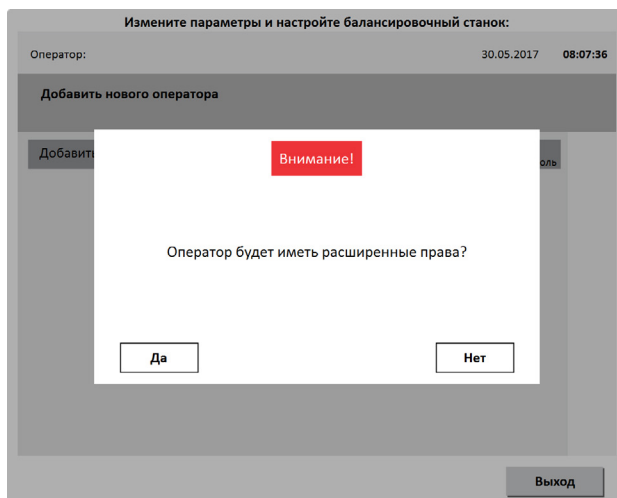 Измените параметры и настройте балансировочный станок:
Оператор: 30.05.2017 08:07:36
Добавить нового оператора
Добавить
Внимание!
Оператор будет иметь расширенные права?
Да Нет
Выход